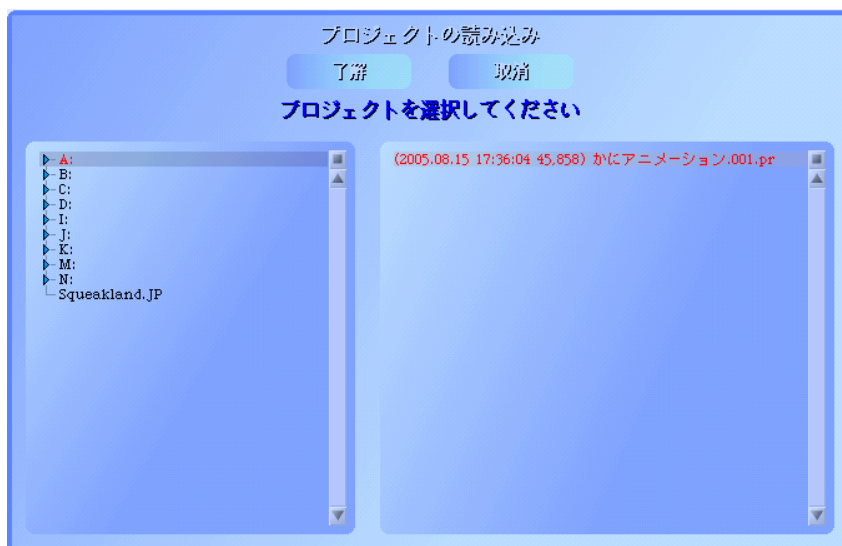 プロジェクトの読み込み
了解 取消
プロジェクトを選択してください
A:
B:
C:
D:
I:
J:
K:
M:
N:
Squeakland.JP
(2005.08.15 17:36:04 45,858) かにアニメーション.001.pr